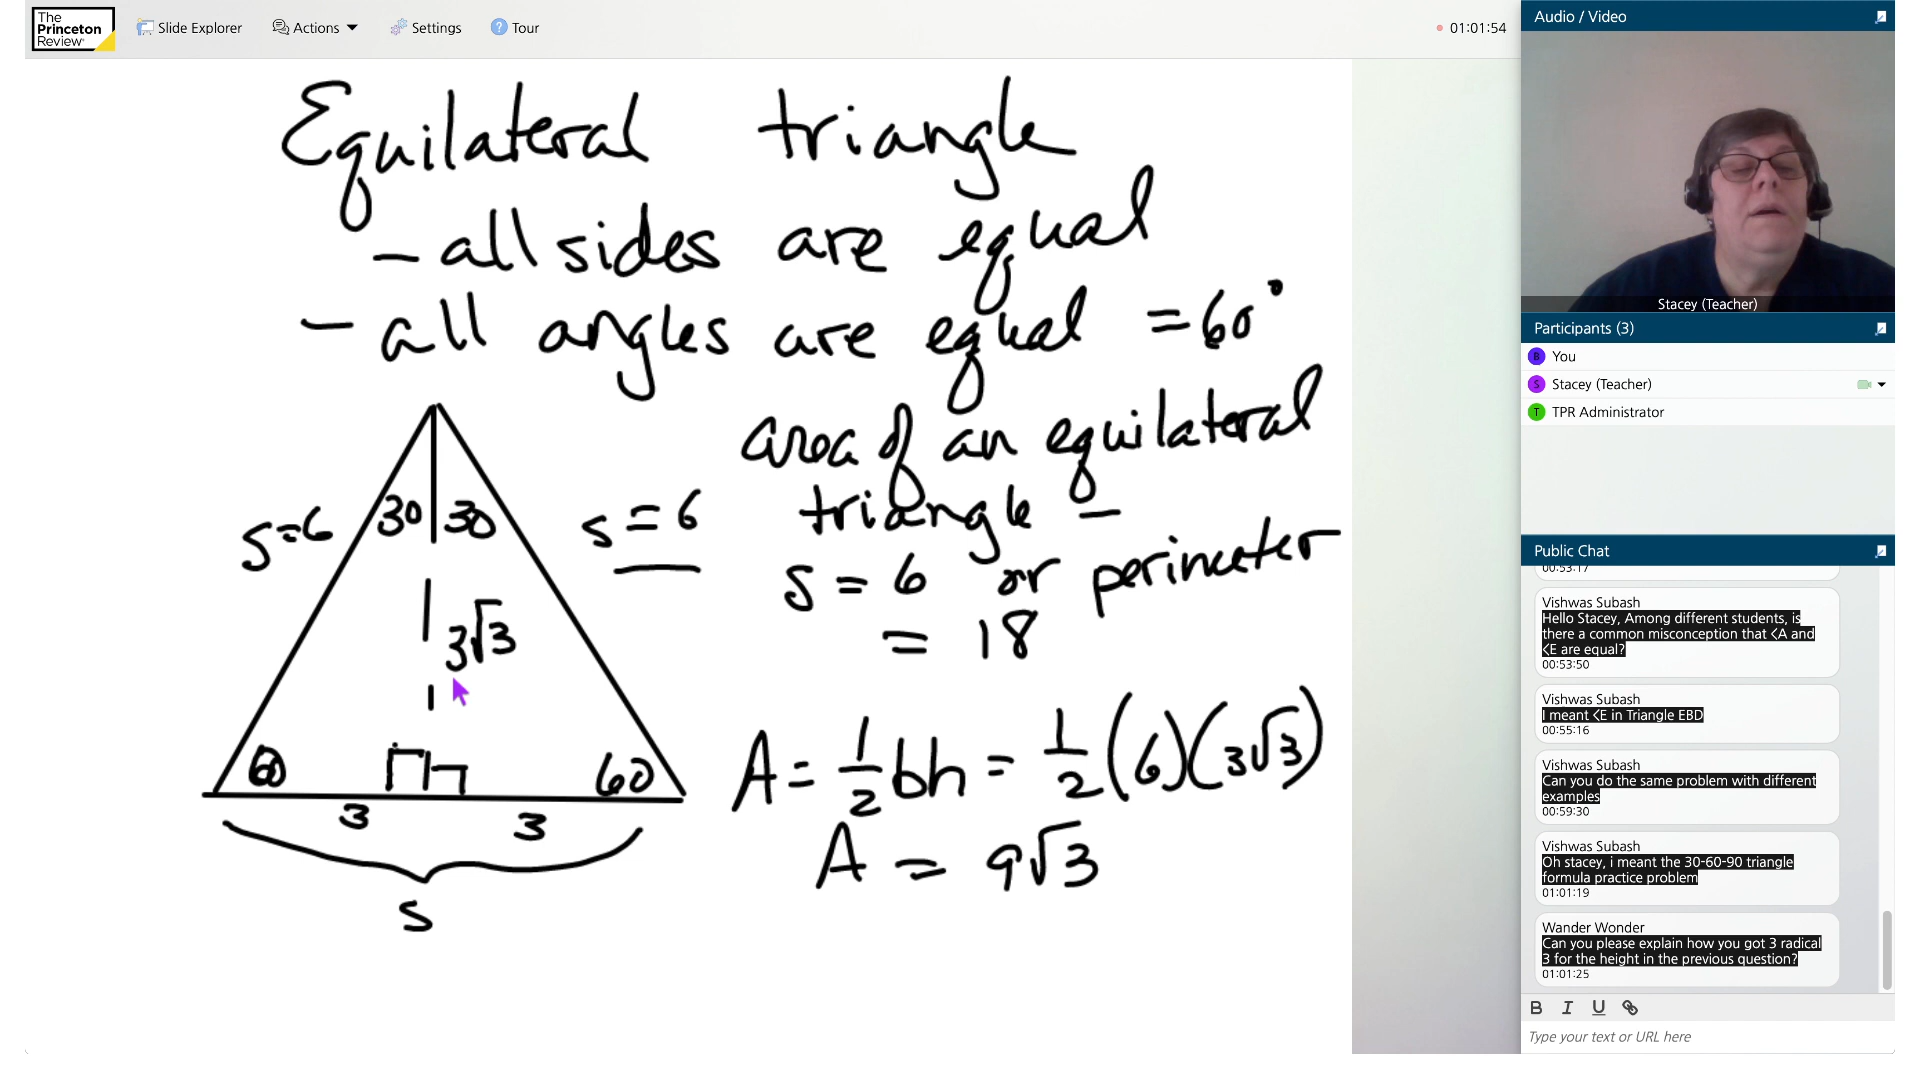 The
Princeton
Review
Slide Explorer
Actions
Settings
Tour
01:01:54
Equilateral triangle
- all sides are equal
- all angles are equal = 60°
area of an equilateral
triangle -
s = 6 or perimeter
= 18
A = 1/2 bh = 1/2 (6)(3√3)
A = 9√3
s=6
30
30
s = 6
3√3
60
60
3
3
s
Audio / Video
Stacey (Teacher)
Participants (3)
B You
S Stacey (Teacher)
T TPR Administrator
Public Chat
00:53:17
Vishwas Subash
Hello Stacey, Among different students, is
there a common misconception that <A and
<E are equal?
00:53:50
Vishwas Subash
I meant <E in Triangle EBD
00:55:16
Vishwas Subash
Can you do the same problem with different
examples
00:59:30
Vishwas Subash
Oh stacey, i meant the 30-60-90 triangle
formula practice problem
01:01:19
Wander Wonder
Can you please explain how you got 3 radical
3 for the height in the previous question?
01:01:25
B I U
Type your text or URL here